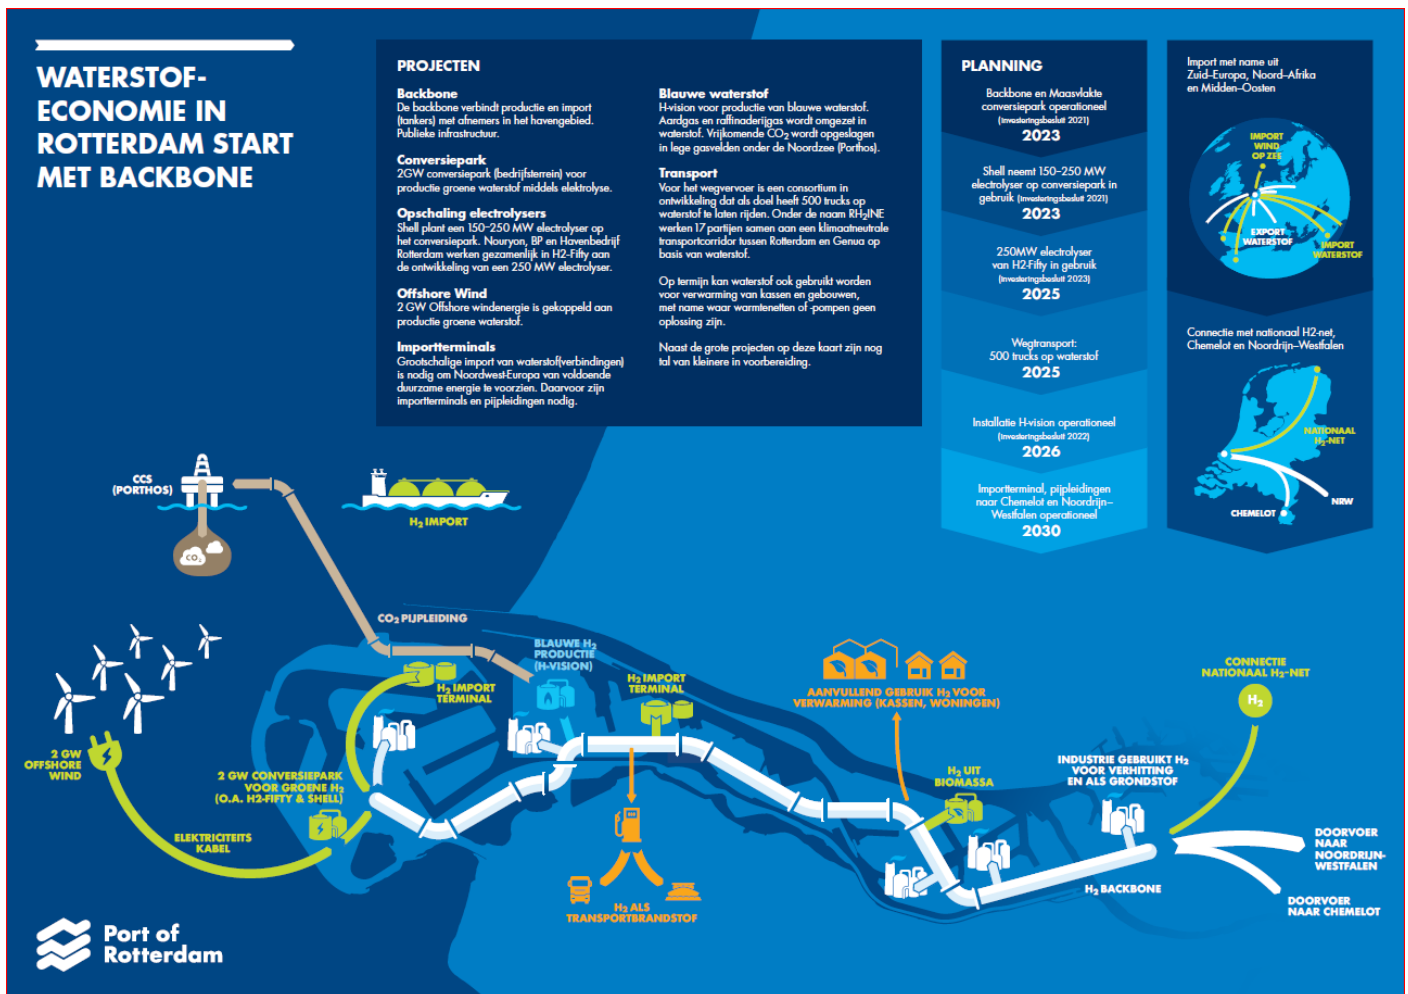 WATERSTOF-
ECONOMIE IN
ROTTERDAM START
MET BACKBONE
PROJECTEN
Backbone
De backbone verbindt productie en import
(tankers) met afnemers in het havengebied.
Publieke infrastructuur.
Conversiepark
2GW conversiepark (bedrijfsterrein) voor
productie groene waterstof middels elektrolyse.
Opschaling electrolysers
Shell plant een 150-250 MW electrolyser op
het conversiepark. Nouryon, BP en Havenbedrijf
Rotterdam werken gezamenlijk in H2-Fifty aan
de ontwikkeling van een 250 MW electrolyser.
Offshore Wind
2 GW Offshore windenergie is gekoppeld aan
productie groene waterstof.
Importterminals
Grootschalige import van waterstof(verbindingen)
is nodig om Noordwest-Europa van voldoende
duurzame energie te voorzien. Daarvoor zijn
importterminals en pijpleidingen nodig.
Blauwe waterstof
H-vision voor productie van blauwe waterstof.
Aardgas en raffinaderijgas wordt omgezet in
waterstof. Vrijkomende CO₂ wordt opgeslagen
in lege gasvelden onder de Noordzee (Porthos).
Transport
Voor het wegvervoer is een consortium in
ontwikkeling dat als doel heeft 500 trucks op
waterstof te laten rijden. Onder de naam RH₂INE
werken 17 partijen samen aan een klimaatneutrale
transportcorridor tussen Rotterdam en Genua op
basis van waterstof.
Op termijn kan waterstof ook gebruikt worden
voor verwarming van kassen en gebouwen,
met name waar warmtenetten of -pompen geen
oplossing zijn.
Naast de grote projecten op deze kaart zijn nog
tal van kleinere in voorbereiding.
PLANNING
Backbone en Maasvlakte
conversiepark operationeel
(Investeringsbesluit 2021)
2023
Shell neemt 150-250 MW
electrolyser op conversiepark in
gebruik (Investeringsbesluit 2021)
2023
250MW electrolyser
van H2-Fifty in gebruik
(Investeringsbesluit 2023)
2025
Wegtransport:
500 trucks op waterstof
2025
Installatie H-vision operationeel
(Investeringsbesluit 2022)
2026
Importterminal, pijpleidingen
naar Chemelot en Noordrijn–
Westfalen operationeel
2030
Import met name uit
Zuid–Europa, Noord–Afrika
en Midden–Oosten
IMPORT
WIND
OP ZEE
EXPORT
WATERSTOF
IMPORT
WATERSTOF
Connectie met nationaal H2-net,
Chemelot en Noordrijn–Westfalen
NATIONAAL
H₂-NET
NRW
CHEMELOT
CCS
(PORTHOS)
CO₂
H₂ IMPORT
CO₂ PIJPLEIDING
BLAUWE H₂
PRODUCTIE
(H-VISION)
H₂ IMPORT
TERMINAL
H₂ IMPORT
TERMINAL
AANVULLEND GEBRUIK H₂ VOOR
VERWARMING (KASSEN, WONINGEN)
CONNECTIE
NATIONAAL H₂-NET
H₂
2 GW
OFFSHORE
WIND
2 GW CONVERSIEPARK
VOOR GROENE H₂
(O.A. H2-FIFTY & SHELL)
ELEKTRICITEITS
KABEL
H₂ UIT
BIOMASSA
INDUSTRIE GEBRUIKT H₂
VOOR VERHITTING
EN ALS GRONDSTOF
DOORVOER
NAAR
NOORDRIJN-
WESTFALEN
H₂ BACKBONE
DOORVOER
NAAR CHEMELOT
H₂ ALS
TRANSPORTBRANDSTOF
Port of
Rotterdam